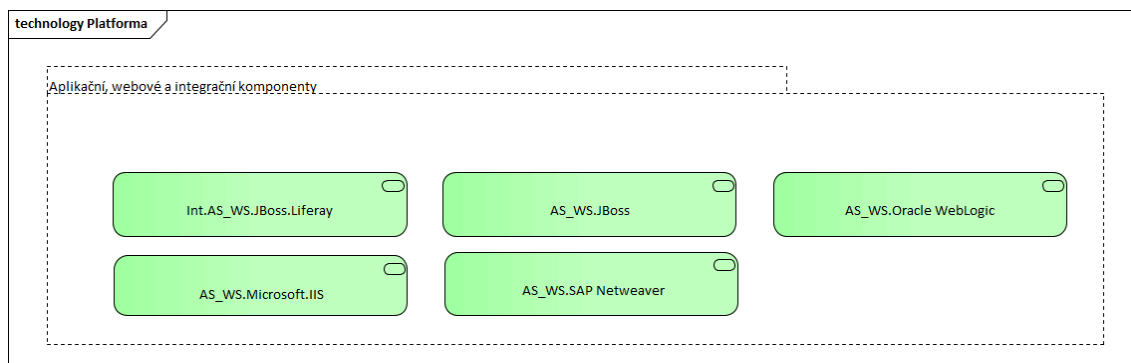 technology Platforma
Aplikační, webové a integrační komponenty
Int.AS_WS.JBoss.Liferay
AS_WS.JBoss
AS_WS.Oracle WebLogic
AS_WS.Microsoft.IIS
AS_WS.SAP Netweaver